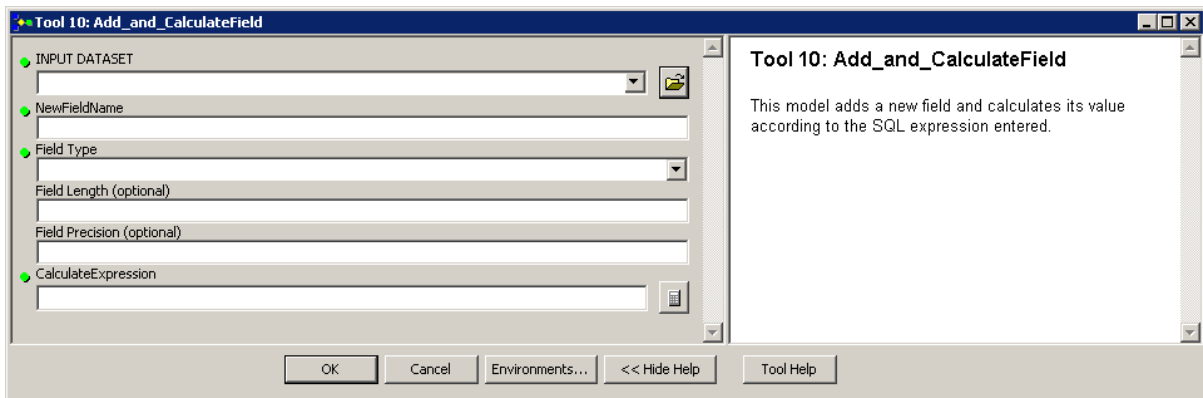 Tool 10: Add_and_CalculateField
INPUT DATASET
NewFieldName
Field Type
Field Length (optional)
Field Precision (optional)
CalculateExpression
Tool 10: Add_and_CalculateField
This model adds a new field and calculates its value
according to the SQL expression entered.
OK
Cancel
Environments...
<< Hide Help
Tool Help